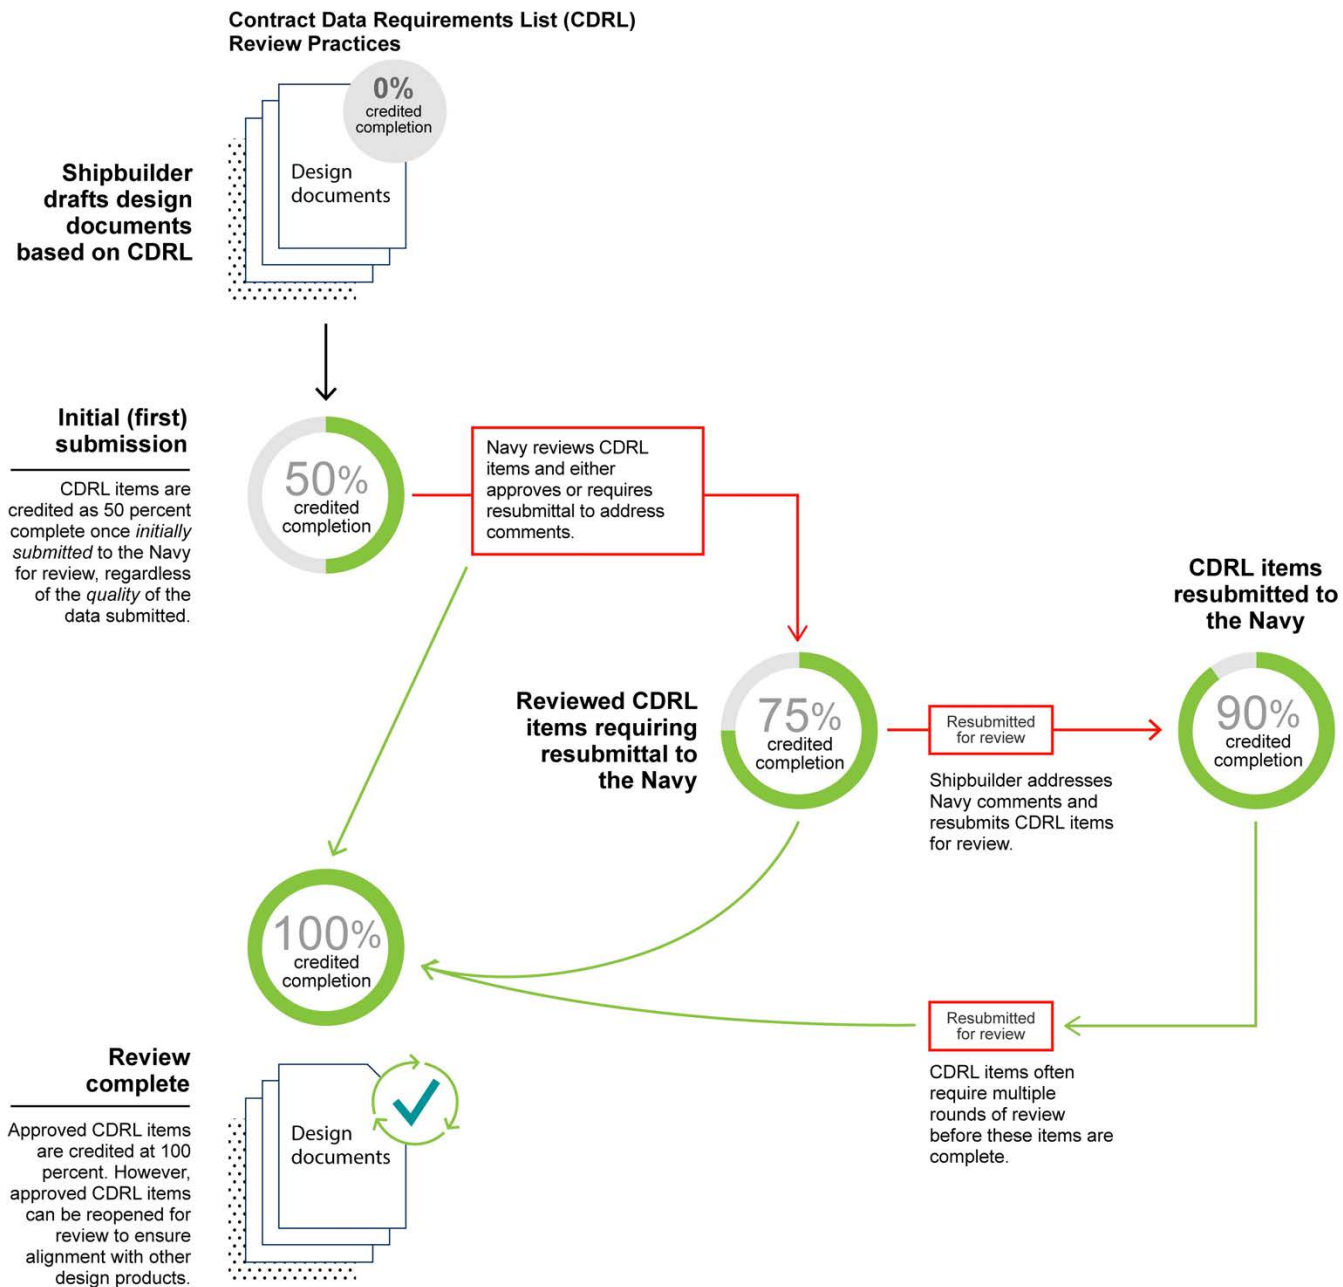 Contract Data Requirements List (CDRL)
Review Practices
0%
credited
completion
Design
documents
Shipbuilder
drafts design
documents
based on CDRL
Initial (first)
submission
CDRL items are
credited as 50 percent
complete once initially
submitted to the Navy
for review, regardless
of the quality of the
data submitted.
50%
credited
completion
Navy reviews CDRL
items and either
approves or requires
resubmittal to address
comments.
Reviewed CDRL
items requiring
resubmittal to
the Navy
75%
credited
completion
Resubmitted
for review
Shipbuilder addresses
Navy comments and
resubmits CDRL items
for review.
CDRL items
resubmitted to
the Navy
90%
credited
completion
Resubmitted
for review
CDRL items often
require multiple
rounds of review
before these items are
complete.
100%
credited
completion
Review
complete
Approved CDRL items
are credited at 100
percent. However,
approved CDRL items
can be reopened for
review to ensure
alignment with other
design products.
Design
documents